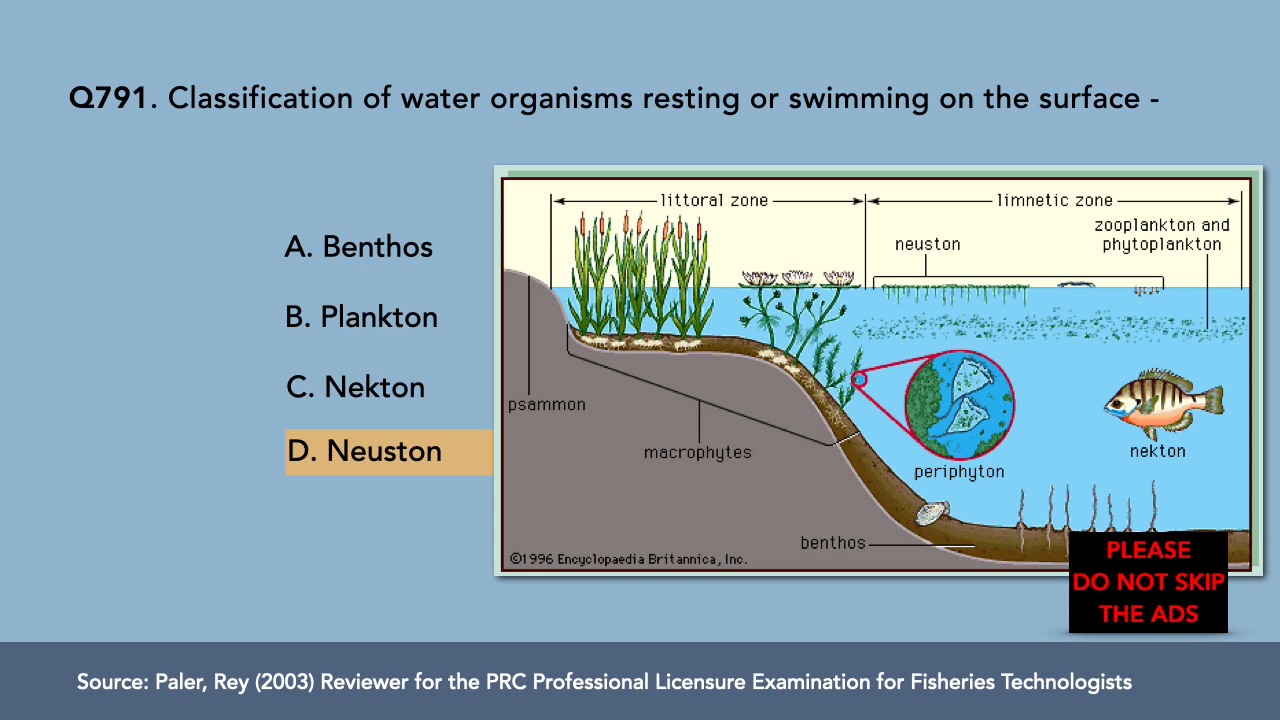 Q791. Classification of water organisms resting or swimming on the surface -
A. Benthos
B. Plankton
C. Nekton
D. Neuston
littoral zone
limnetic zone
zooplankton and
phytoplankton
neuston
psammon
macrophytes
periphyton
nekton
benthos
©1996 Encyclopaedia Britannica, Inc.
PLEASE
DO NOT SKIP
THE ADS
Source: Paler, Rey (2003) Reviewer for the PRC Professional Licensure Examination for Fisheries Technologists